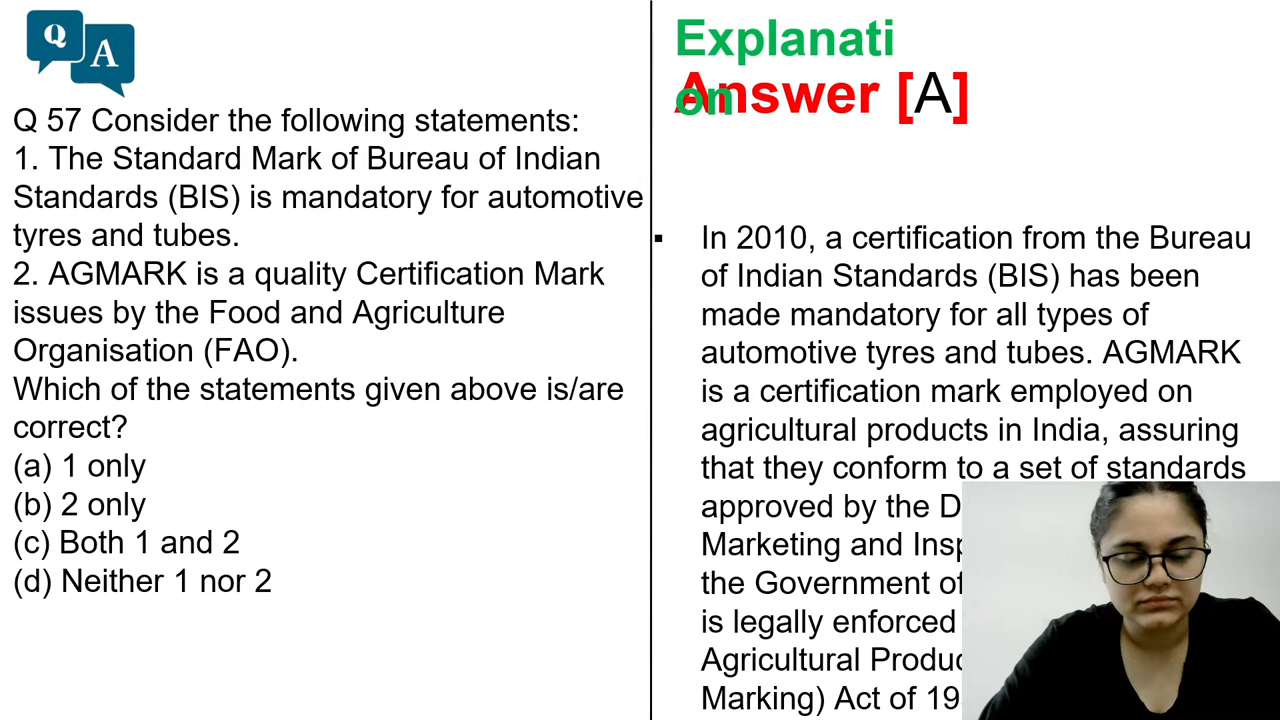 Q A
Q 57 Consider the following statements:
1. The Standard Mark of Bureau of Indian
Standards (BIS) is mandatory for automotive
tyres and tubes.
2. AGMARK is a quality Certification Mark
issues by the Food and Agriculture
Organisation (FAO).
Which of the statements given above is/are
correct?
(a) 1 only
(b) 2 only
(c) Both 1 and 2
(d) Neither 1 nor 2
Explanati
on
Answer [A]
▪ In 2010, a certification from the Bureau
of Indian Standards (BIS) has been
made mandatory for all types of
automotive tyres and tubes. AGMARK
is a certification mark employed on
agricultural products in India, assuring
that they conform to a set of standards
approved by the
Marketing and
the Government of
is legally enforced
Agricultural
Marking) Act of